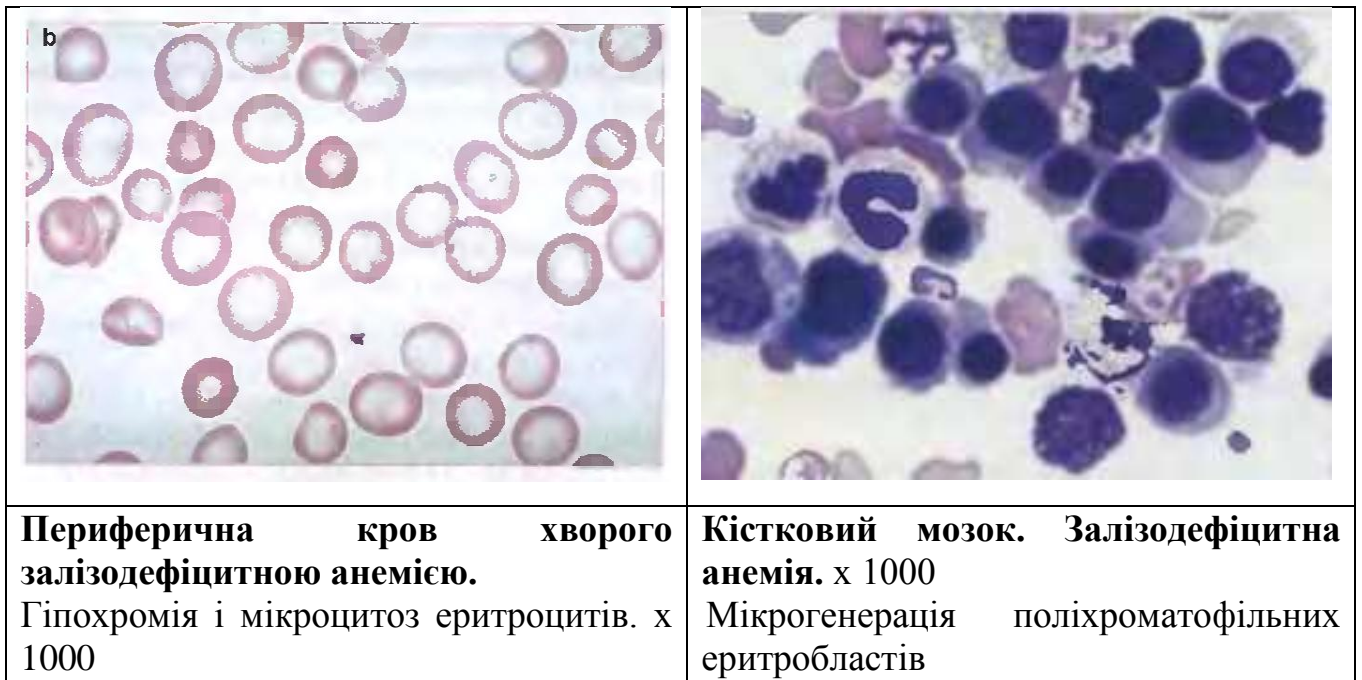 b
Периферична кров хворого
залізодефіцитною анемією.
Гіпохромія і мікроцитоз еритроцитів. х
1000
Кістковий мозок. Залізодефіцитна
анемія. х 1000
Мікрогенерація поліхроматофільних
еритробластів